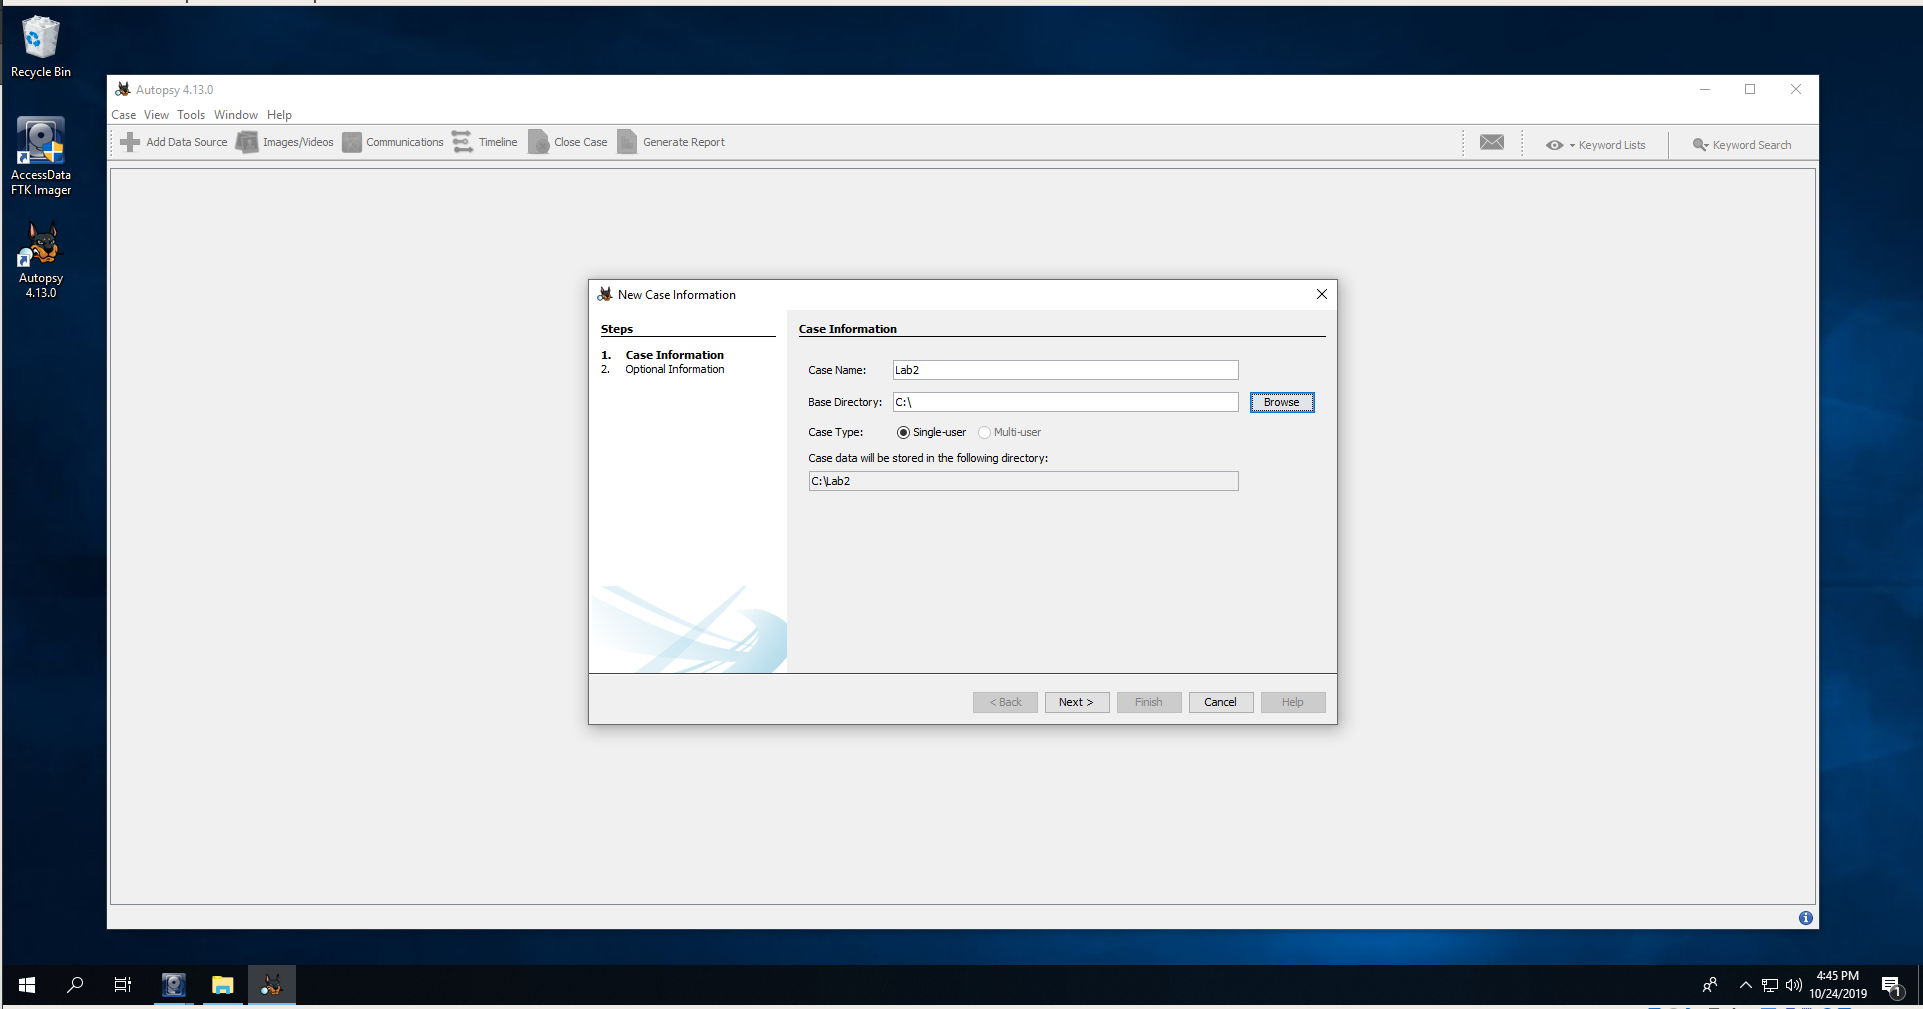 Recycle Bin
AccessData
FTK Imager
Autopsy
4.13.0
Autopsy 4.13.0
Case View Tools Window Help
Add Data Source Images/Videos Communications Timeline Close Case Generate Report Keyword Lists Keyword Search
New Case Information
Steps
1. Case Information
2. Optional Information
Case Information
Case Name: Lab2
Base Directory: C:\ Browse
Case Type: Single-user Multi-user
Case data will be stored in the following directory:
C:\Lab2
< Back Next > Finish Cancel Help
4:45 PM
10/24/2019
1